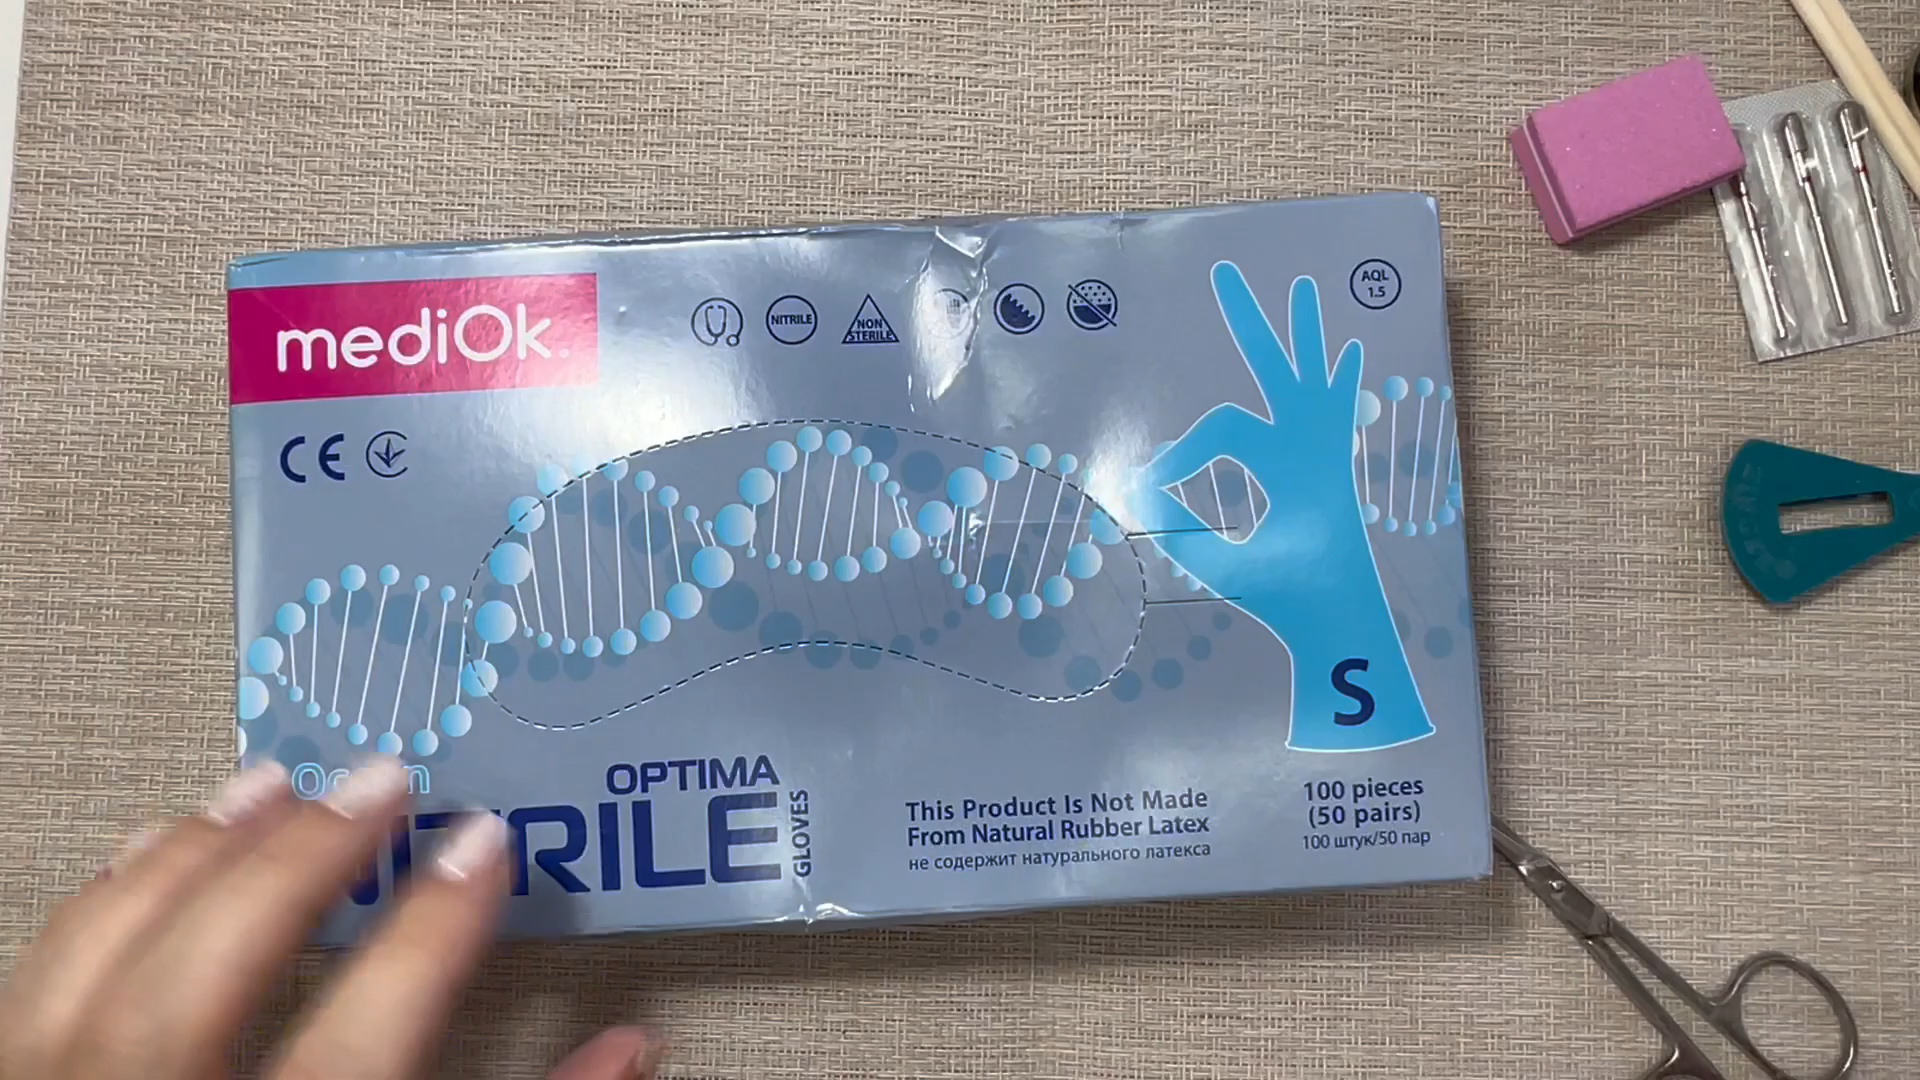 mediOk.
NITRILE
NON
STERILE
AQL
1.5
CE
S
OPTIMA
NITRILE
GLOVES
This Product Is Not Made
From Natural Rubber Latex
не содержит натурального латекса
100 pieces
(50 pairs)
100 штук/50 пар